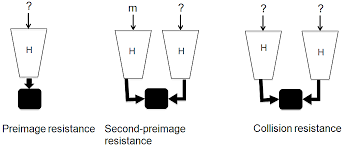 ? m ? ? ?
H H H H H
Preimage resistance Second-preimage Collision resistance
resistance